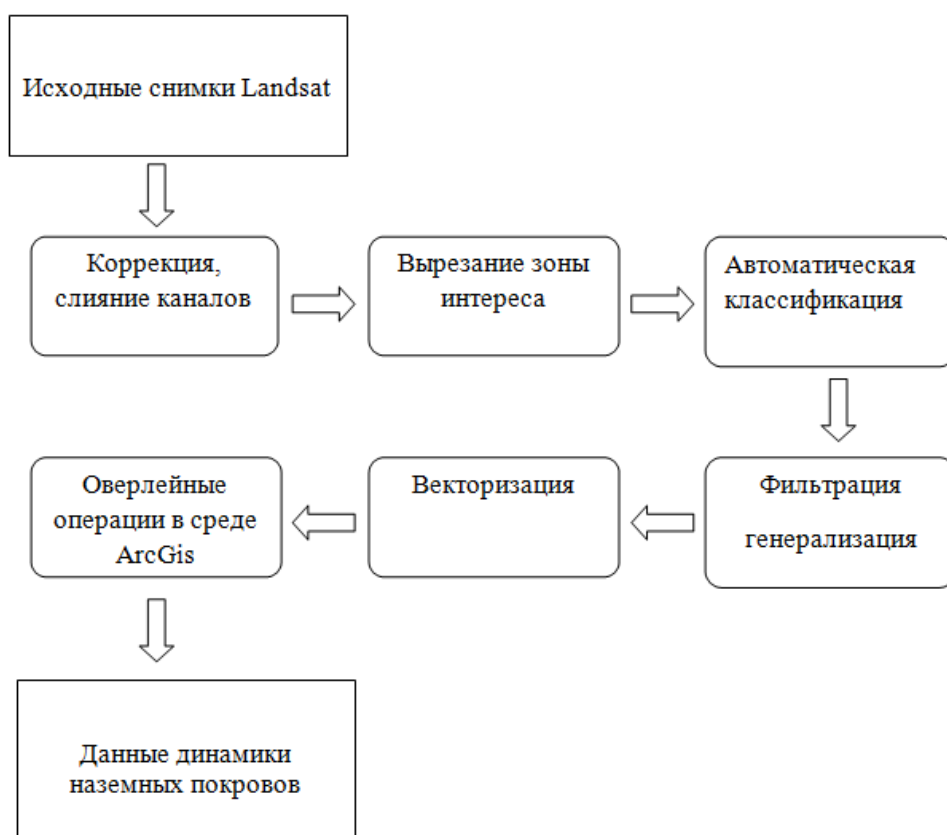 Исходные снимки Landsat
Коррекция,
слияние каналов
Вырезание зоны
интереса
Автоматическая
классификация
Фильтрация
генерализация
Векторизация
Оверлейные
операции в среде
ArcGis
Данные динамики
наземных покровов